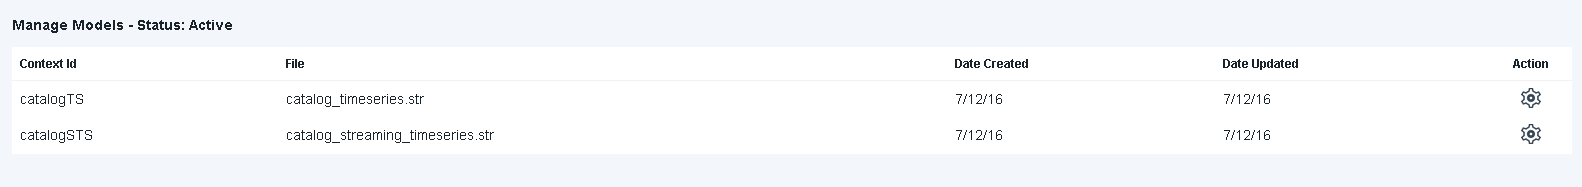 Manage Models - Status: Active
Context Id File Date Created Date Updated Action
catalogTS catalog_timeseries.str 7/12/16 7/12/16
catalogSTS catalog_streaming_timeseries.str 7/12/16 7/12/16